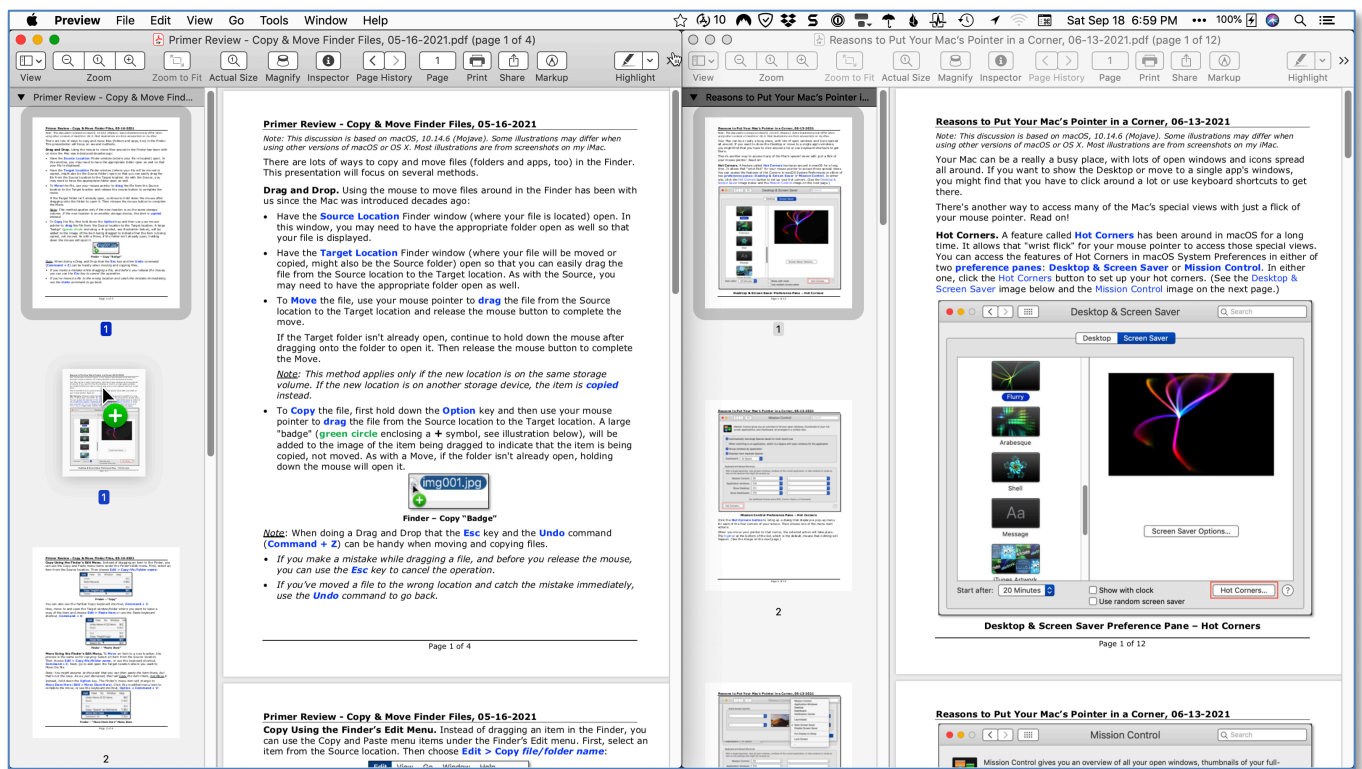 Preview File Edit View Go Tools Window Help
10
Sat Sep 18 6:59 PM
100%
Primer Review - Copy & Move Finder Files, 05-16-2021.pdf (page 1 of 4)
1
View Zoom Zoom to Fit Actual Size Magnify Inspector Page History Page Print Share Markup Highlight
Primer Review - Copy & Move Find...
1
1
2
Primer Review - Copy & Move Finder Files, 05-16-2021
Note: This discussion is based on macOS, 10.14.6 (Mojave). Some illustrations may differ when
using other versions of macOS or OS X. Most illustrations are from screenshots on my iMac.
There are lots of ways to copy and move files (folders and apps, too) in the Finder.
This presentation will focus on several methods.
Drag and Drop. Using the mouse to move files around in the Finder has been with
us since the Mac was introduced decades ago:
• Have the Source Location Finder window (where your file is located) open. In
this window, you may need to have the appropriate folder open as well so that
your file is displayed.
• Have the Target Location Finder window (where your file will be moved or
copied, might also be the Source folder) open so that you can easily drag the
file from the Source location to the Target location. As with the Source, you
may need to have the appropriate folder open as well.
• To Move the file, use your mouse pointer to drag the file from the Source
location to the Target location and release the mouse button to complete the
move.
If the Target folder isn't already open, continue to hold down the mouse after
dragging onto the folder to open it. Then release the mouse button to complete
the Move.
Note: This method applies only if the new location is on the same storage
volume. If the new location is on another storage device, the item is copied
instead.
• To Copy the file, first hold down the Option key and then use your mouse
pointer to drag the file from the Source location to the Target location. A large
"badge" (green circle enclosing a + symbol, see illustration below), will be
added to the image of the item being dragged to indicate that the item is being
copied, not moved. As with a Move, if the folder isn't already open, holding
down the mouse will open it.
img001.jpg
Finder – Copy “Badge”
Note: When doing a Drag and Drop that the Esc key and the Undo command
(Command + Z) can be handy when moving and copying files.
• If you make a mistake while dragging a file, and before you release the mouse,
you can use the Esc key to cancel the operation.
• If you've moved a file to the wrong location and catch the mistake immediately,
use the Undo command to go back.
Page 1 of 4
Primer Review - Copy & Move Finder Files, 05-16-2021
Copy Using the Finder's Edit Menu. Instead of dragging an item in the Finder, you
can use the Copy and Paste menu items under the Finder's Edit menu. First, select an
item from the Source location. Then choose Edit > Copy file/folder name:
Edit View Go Window Help
Reasons to Put Your Mac's Pointer in a Corner, 06-13-2021.pdf (page 1 of 12)
1
View Zoom Zoom to Fit Actual Size Magnify Inspector Page History Page Print Share Markup Highlight
Reasons to Put Your Mac's Pointer i...
1
2
Reasons to Put Your Mac's Pointer in a Corner, 06-13-2021
Note: This discussion is based on macOS, 10.14.6 (Mojave). Some illustrations may differ when
using other versions of macOS or OS X. Most illustrations are from screenshots on my iMac.
Your Mac can be a really busy place, with lots of open windows and icons spread
all around. If you want to show the Desktop or move up a single app's windows,
you might find that you have to click around a lot or use keyboard shortcuts to get
there.
There's another way to access many of the Mac's special views with just a flick of
your mouse pointer. Read on!
Hot Corners. A feature called Hot Corners has been around in macOS for a long
time. It allows that "wrist flick" for your mouse pointer to access those special views.
You can access the features of Hot Corners in macOS System Preferences in either of
two preference panes: Desktop & Screen Saver or Mission Control. In either
one, click the Hot Corners button to set up your hot corners. (See the Desktop &
Screen Saver image below and the Mission Control image on the next page.)
Desktop & Screen Saver
Search
Desktop Screen Saver
Flurry
Arabesque
Shell
Aa
Message
iTunes Artwork
Screen Saver Options...
Start after: 20 Minutes
Show with clock
Use random screen saver
Hot Corners...
?
Desktop & Screen Saver Preference Pane – Hot Corners
Page 1 of 12
Reasons to Put Your Mac's Pointer in a Corner, 06-13-2021
Mission Control
Search
Mission Control gives you an overview of all your open windows, thumbnails of your full-